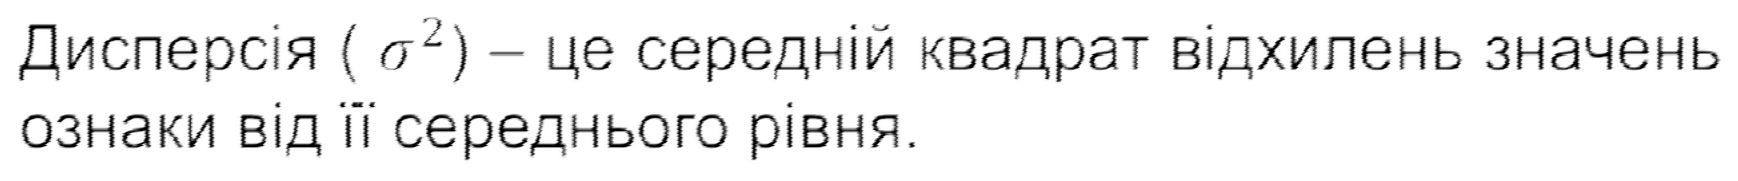 Дисперсія ( σ²) – це середній квадрат відхилень значень
ознаки від її середнього рівня.